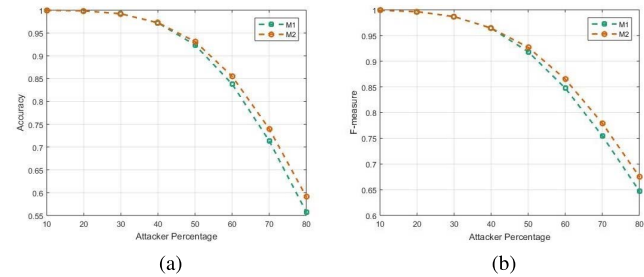 1
0.95
0.9
0.85
0.8
0.75
0.7
0.65
0.6
0.55
Accuracy
10 20 30 40 50 60 70 80
Attacker Percentage
M1
M2
(a)
1
0.95
0.9
0.85
0.8
0.75
0.7
0.65
0.6
F-measure
10 20 30 40 50 60 70 80
Attacker Percentage
M1
M2
(b)